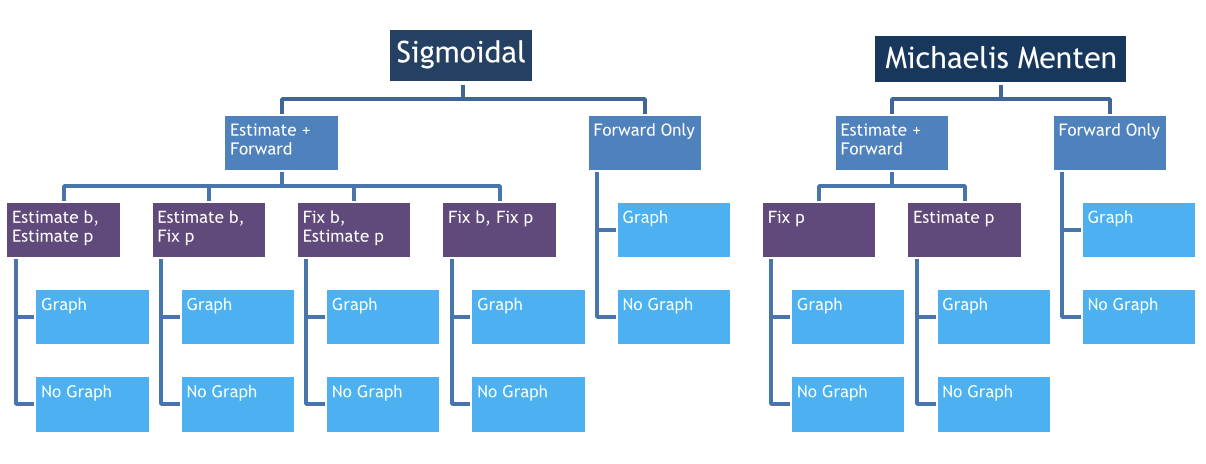 Sigmoidal
Michaelis Menten
Estimate +
Forward
Forward Only
Estimate +
Forward
Forward Only
Estimate b,
Estimate p
Estimate b,
Fix p
Fix b,
Estimate p
Fix b, Fix p
Graph
Fix p
Estimate p
Graph
Graph
Graph
Graph
Graph
No Graph
Graph
Graph
No Graph
No Graph
No Graph
No Graph
No Graph
No Graph
No Graph